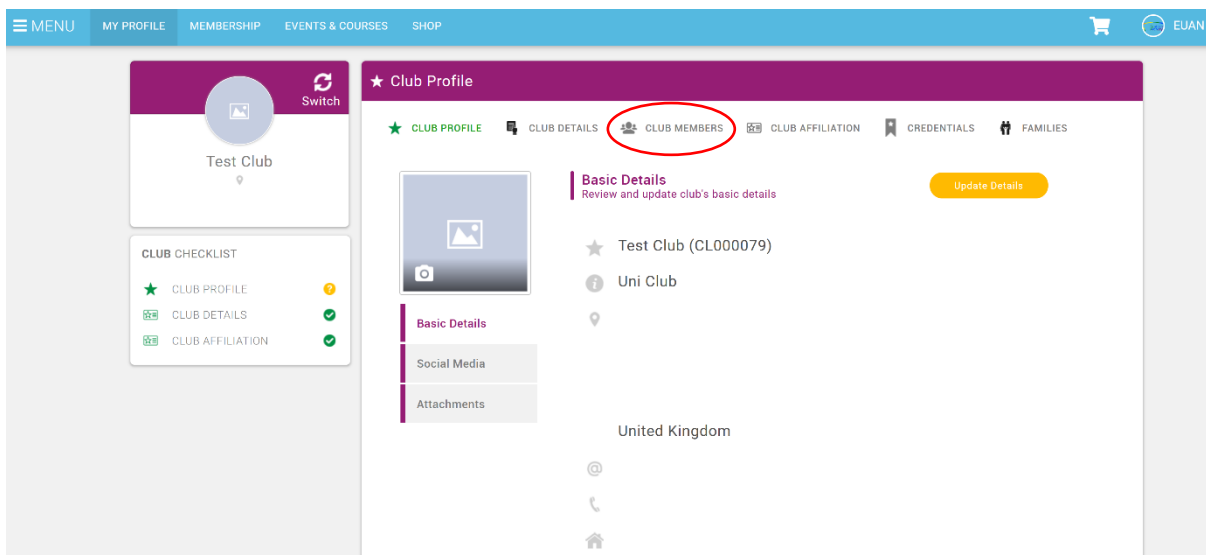 MENU MY PROFILE MEMBERSHIP EVENTS & COURSES SHOP EUAN
Switch
Test Club
CLUB CHECKLIST
CLUB PROFILE ?
CLUB DETAILS
CLUB AFFILIATION
Club Profile
CLUB PROFILE CLUB DETAILS CLUB MEMBERS CLUB AFFILIATION CREDENTIALS FAMILIES
Basic Details
Social Media
Attachments
Basic Details
Review and update club's basic details
Update Details
Test Club (CL000079)
Uni Club
United Kingdom